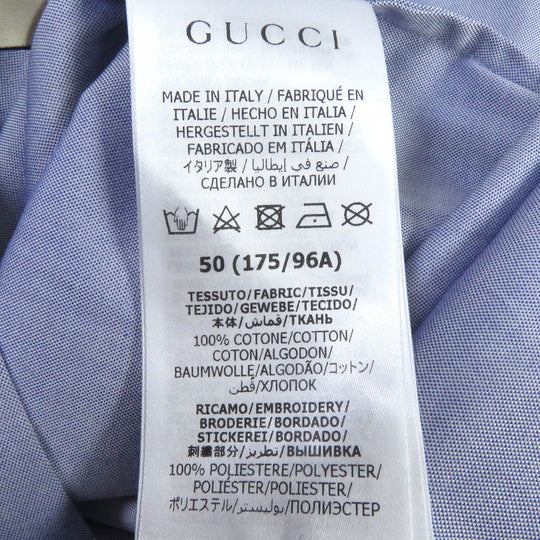 GUCCI
MADE IN ITALY / FABRIQUÉ EN
ITALIE / HECHO EN ITALIA /
HERGESTELLT IN ITALIEN /
FABRICADO EM ITÁLIA /
イタリア製 / صنع في إيطاليا /
СДЕЛАНО В ИТАЛИИ
50 (175/96A)
TESSUTO/FABRIC/TISSU/
TEJIDO/GEWEBE/TECIDO/
本体/قماش/ТКАНЬ
100% COTONE/COTTON/
COTON/ALGODON/
BAUMWOLLE/ALGODÃO/コットン/
قطن/ХЛОПОК
RICAMO/EMBROIDERY/
BRODERIE/BORDADO/
STICKEREI/BORDADO/
刺繍部分/تطريز/ВЫШИВКА
100% POLIESTERE/POLYESTER/
POLIÉSTER/POLIESTER/
ポリエステル/بوليستر/ПОЛИЭСТЕР